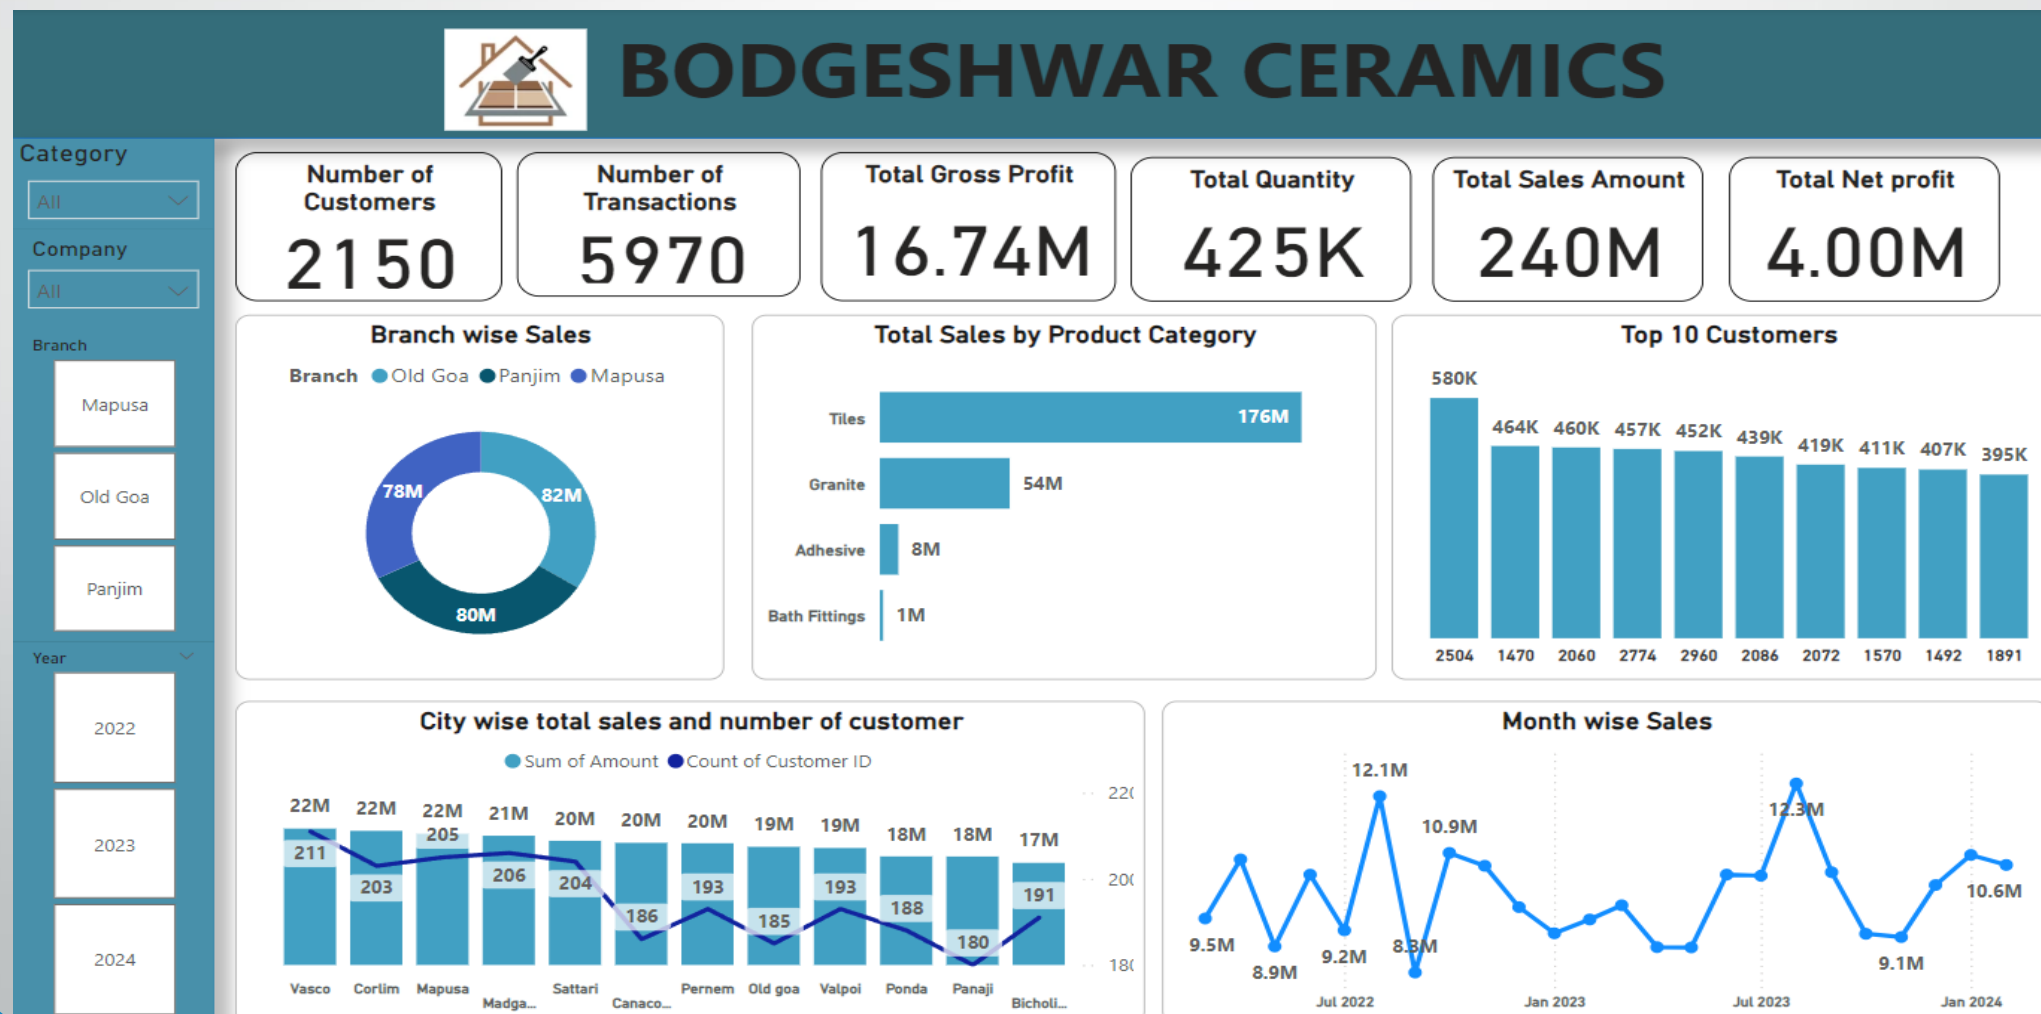 BODGESHWAR CERAMICS
Category
All
Company
All
Branch
Mapusa
Old Goa
Panjim
Year
2022
2023
2024
Number of
Customers
2150
Number of
Transactions
5970
Total Gross Profit
16.74M
Total Quantity
425K
Total Sales Amount
240M
Total Net profit
4.00M
Branch wise Sales
Branch Old Goa Panjim Mapusa
78M
82M
80M
Total Sales by Product Category
Tiles 176M
Granite 54M
Adhesive 8M
Bath Fittings 1M
Top 10 Customers
580K 464K 460K 457K 452K 439K 419K 411K 407K 395K
2504 1470 2060 2774 2960 2086 2072 1570 1492 1891
City wise total sales and number of customer
Sum of Amount Count of Customer ID
22M 22M 22M 21M 20M 20M 20M 19M 19M 18M 18M 17M
211 203 205 206 204 186 193 185 193 188 180 191
Vasco Corlim Mapusa Madga... Sattari Canaco... Pernem Old goa Valpoi Ponda Panaji Bicholi...
Month wise Sales
12.1M
12.3M
10.9M
9.5M
8.9M
9.2M
8.3M
9.1M
10.6M
Jul 2022 Jan 2023 Jul 2023 Jan 2024